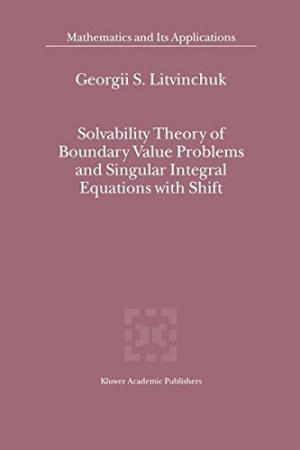 Mathematics and Its Applications
Georgii S. Litvinchuk
Solvability Theory of
Boundary Value Problems
and Singular Integral
Equations with Shift
Kluwer Academic Publishers